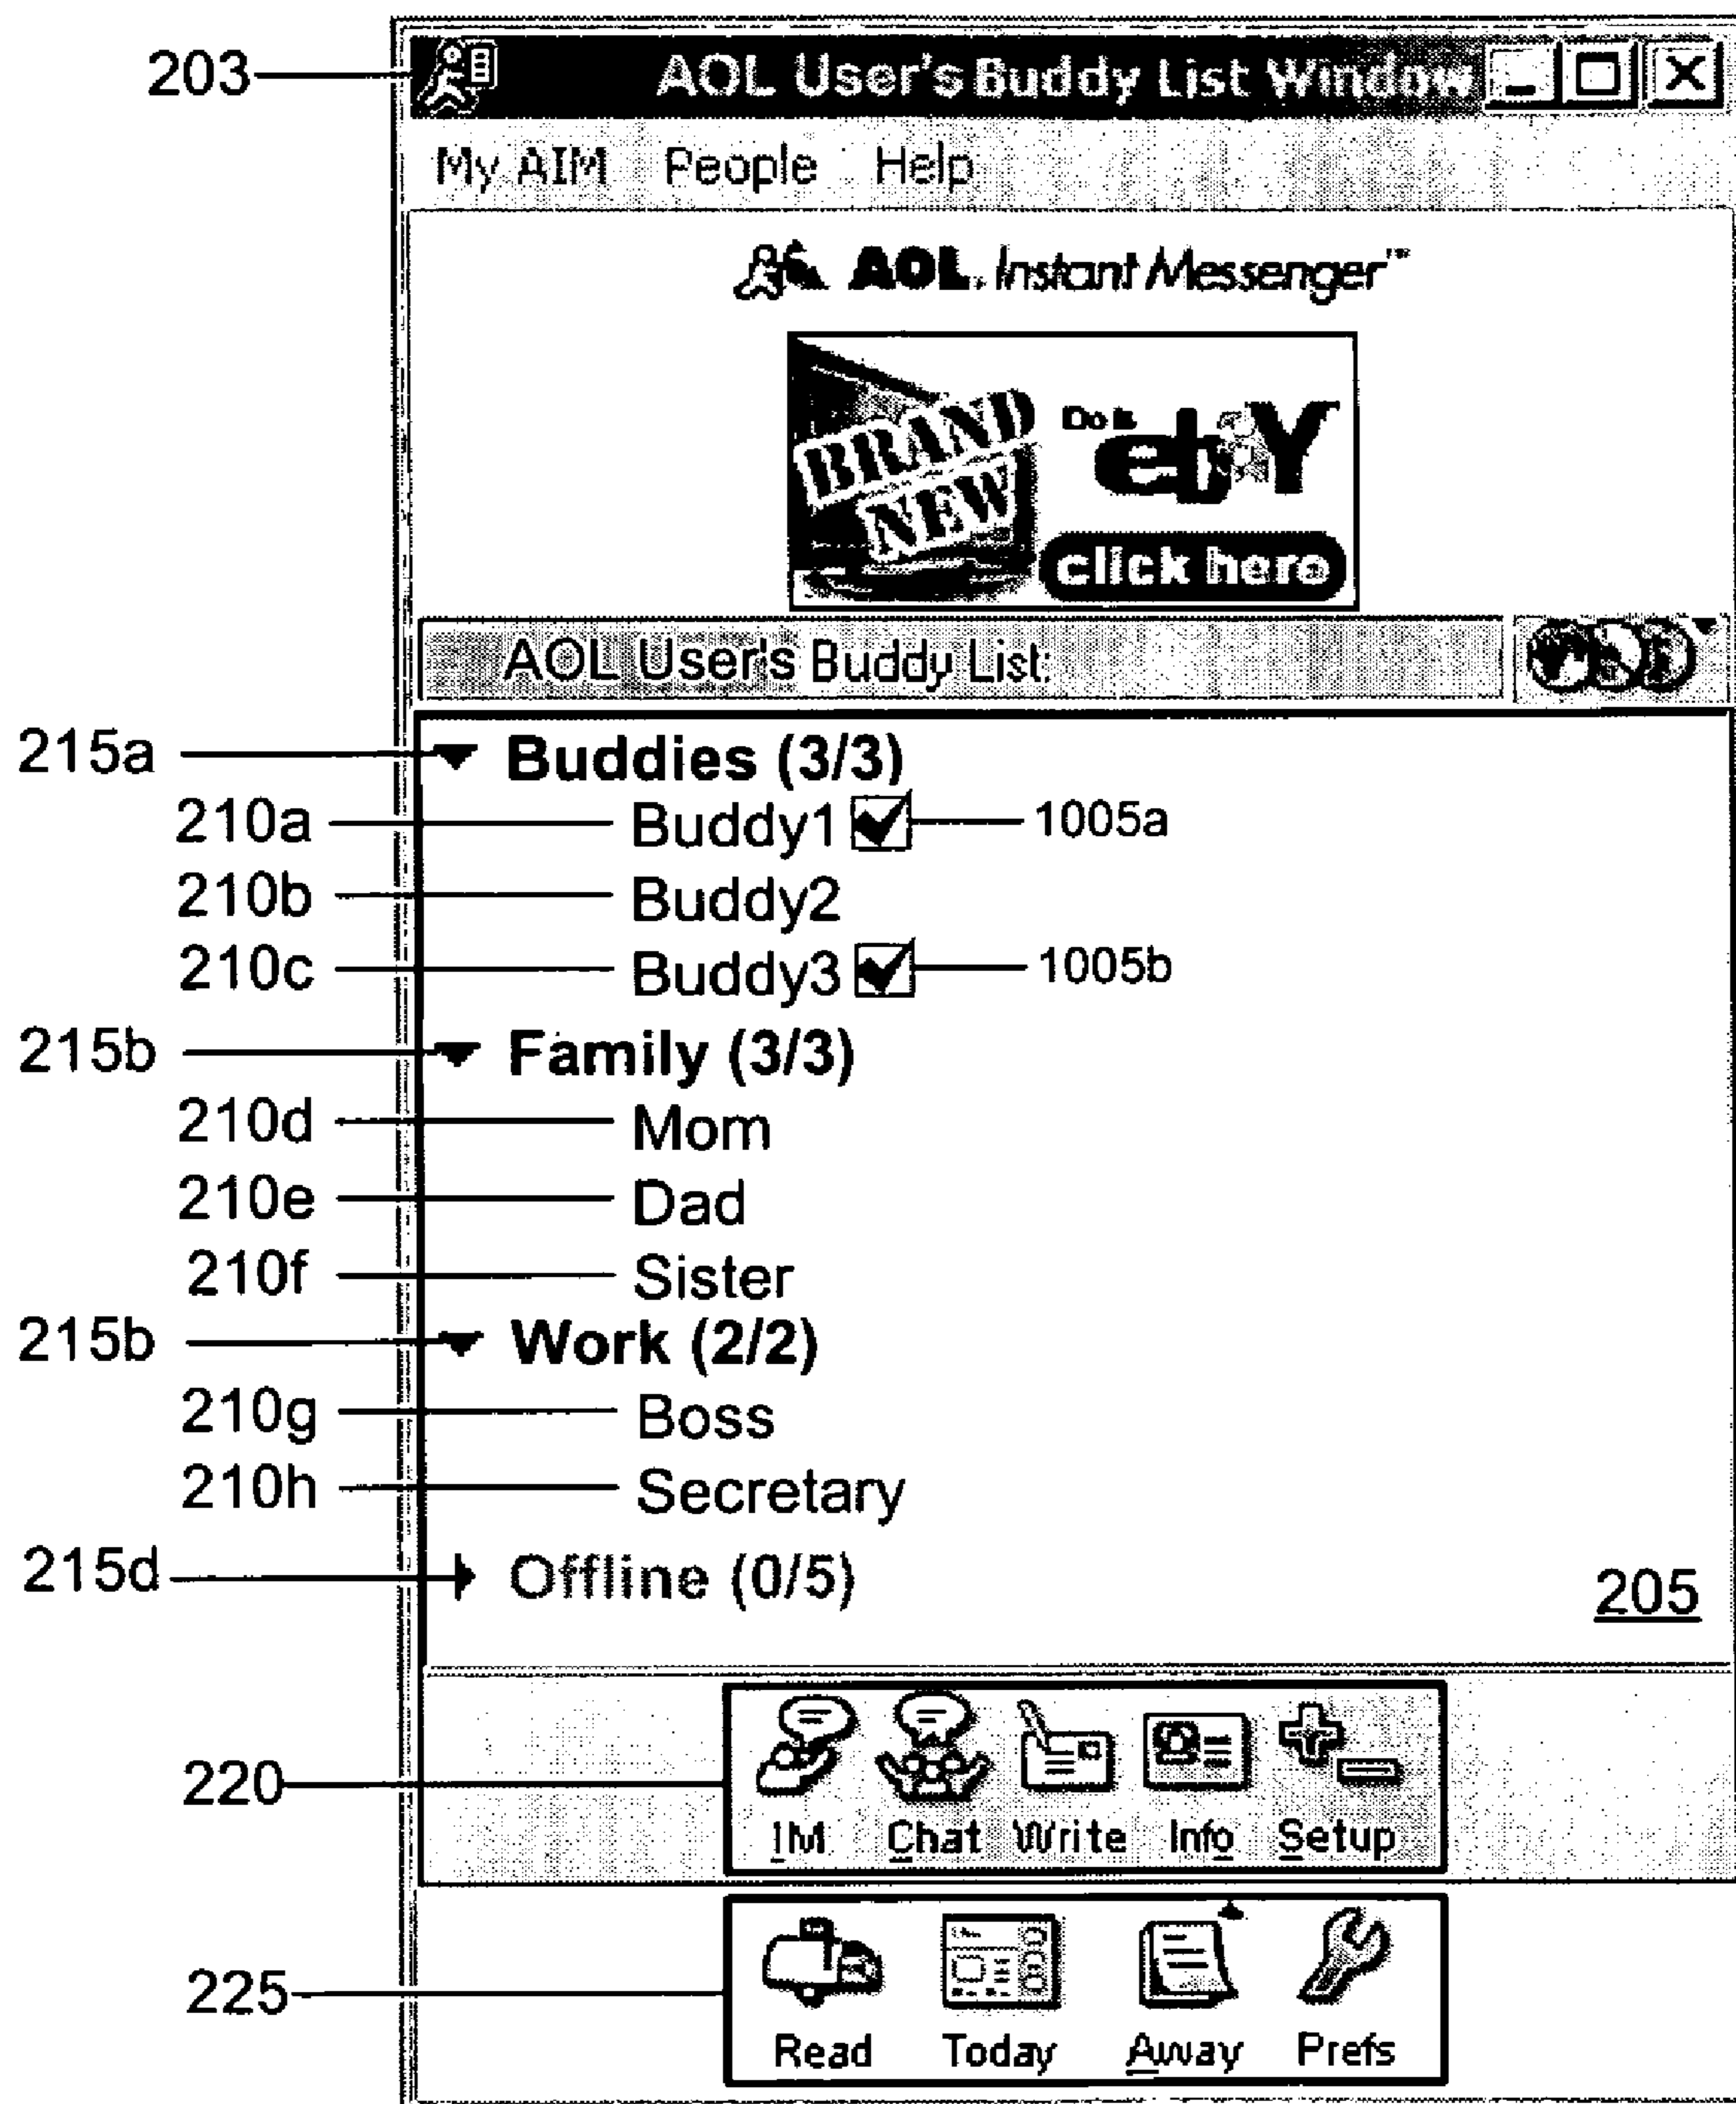 203 AOL User's Buddy List Window
My AIM People Help
AOL Instant Messenger™
BRAND NEW
Do it
ebY
click here
AOL User's Buddy List:
215a Buddies (3/3)
210a Buddy1 1005a
210b Buddy2
210c Buddy3 1005b
215b Family (3/3)
210d Mom
210e Dad
210f Sister
215b Work (2/2)
210g Boss
210h Secretary
215d Offline (0/5)
205
220 IM Chat Write Info Setup
225 Read Today Away Prefs